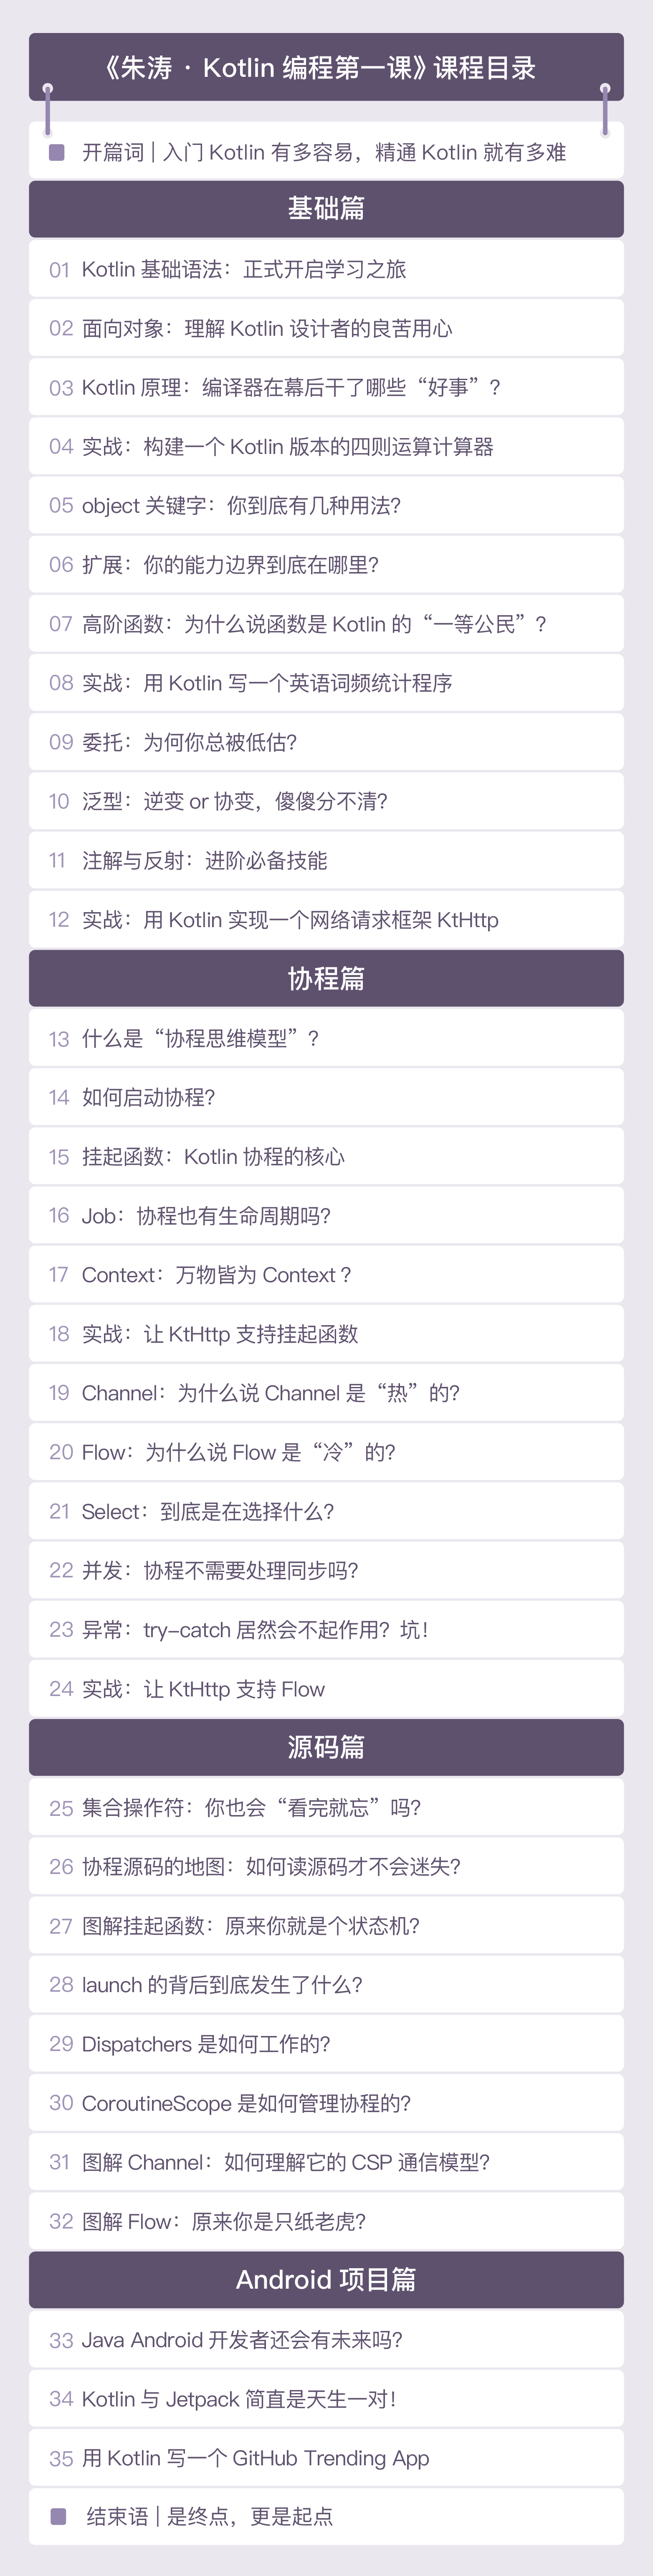 《朱涛 · Kotlin 编程第一课》课程目录
开篇词 | 入门 Kotlin 有多容易，精通 Kotlin 就有多难
基础篇
01 Kotlin 基础语法：正式开启学习之旅
02 面向对象：理解 Kotlin 设计者的良苦用心
03 Kotlin 原理：编译器在幕后干了哪些“好事”？
04 实战：构建一个 Kotlin 版本的四则运算计算器
05 object 关键字：你到底有几种用法？
06 扩展：你的能力边界到底在哪里？
07 高阶函数：为什么说函数是 Kotlin 的“一等公民”？
08 实战：用 Kotlin 写一个英语词频统计程序
09 委托：为何你总被低估？
10 泛型：逆变 or 协变，傻傻分不清？
11 注解与反射：进阶必备技能
12 实战：用 Kotlin 实现一个网络请求框架 KtHttp
协程篇
13 什么是“协程思维模型”？
14 如何启动协程？
15 挂起函数：Kotlin 协程的核心
16 Job：协程也有生命周期吗？
17 Context：万物皆为 Context？
18 实战：让 KtHttp 支持挂起函数
19 Channel：为什么说 Channel 是“热”的？
20 Flow：为什么说 Flow 是“冷”的？
21 Select：到底是在选择什么？
22 并发：协程不需要处理同步吗？
23 异常：try-catch 居然会不起作用？坑！
24 实战：让 KtHttp 支持 Flow
源码篇
25 集合操作符：你也会“看完就忘”吗？
26 协程源码的地图：如何读源码才不会迷失？
27 图解挂起函数：原来你就是个状态机？
28 launch 的背后到底发生了什么？
29 Dispatchers 是如何工作的？
30 CoroutineScope 是如何管理协程的？
31 图解 Channel：如何理解它的 CSP 通信模型？
32 图解 Flow：原来你是只纸老虎？
Android 项目篇
33 Java Android 开发者还会有未来吗？
34 Kotlin 与 Jetpack 简直是天生一对！
35 用 Kotlin 写一个 GitHub Trending App
结束语 | 是终点，更是起点